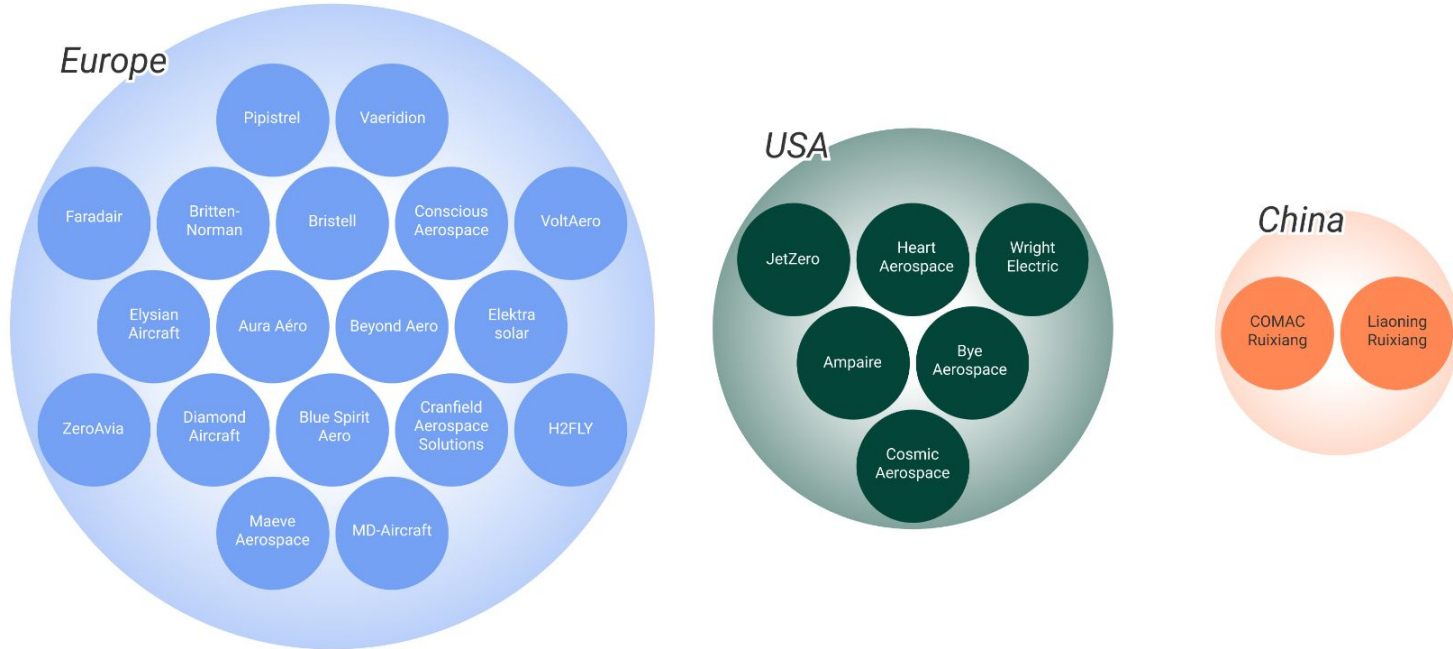 Europe
Pipistrel
Vaeridion
Faradair
Britten-
Norman
Bristell
Conscious
Aerospace
VoltAero
Elysian
Aircraft
Aura Aéro
Beyond Aero
Elektra
solar
ZeroAvia
Diamond
Aircraft
Blue Spirit
Aero
Cranfield
Aerospace
Solutions
H2FLY
Maeve
Aerospace
MD-Aircraft
USA
JetZero
Heart
Aerospace
Wright
Electric
Ampaire
Bye
Aerospace
Cosmic
Aerospace
China
COMAC
Ruixiang
Liaoning
Ruixiang